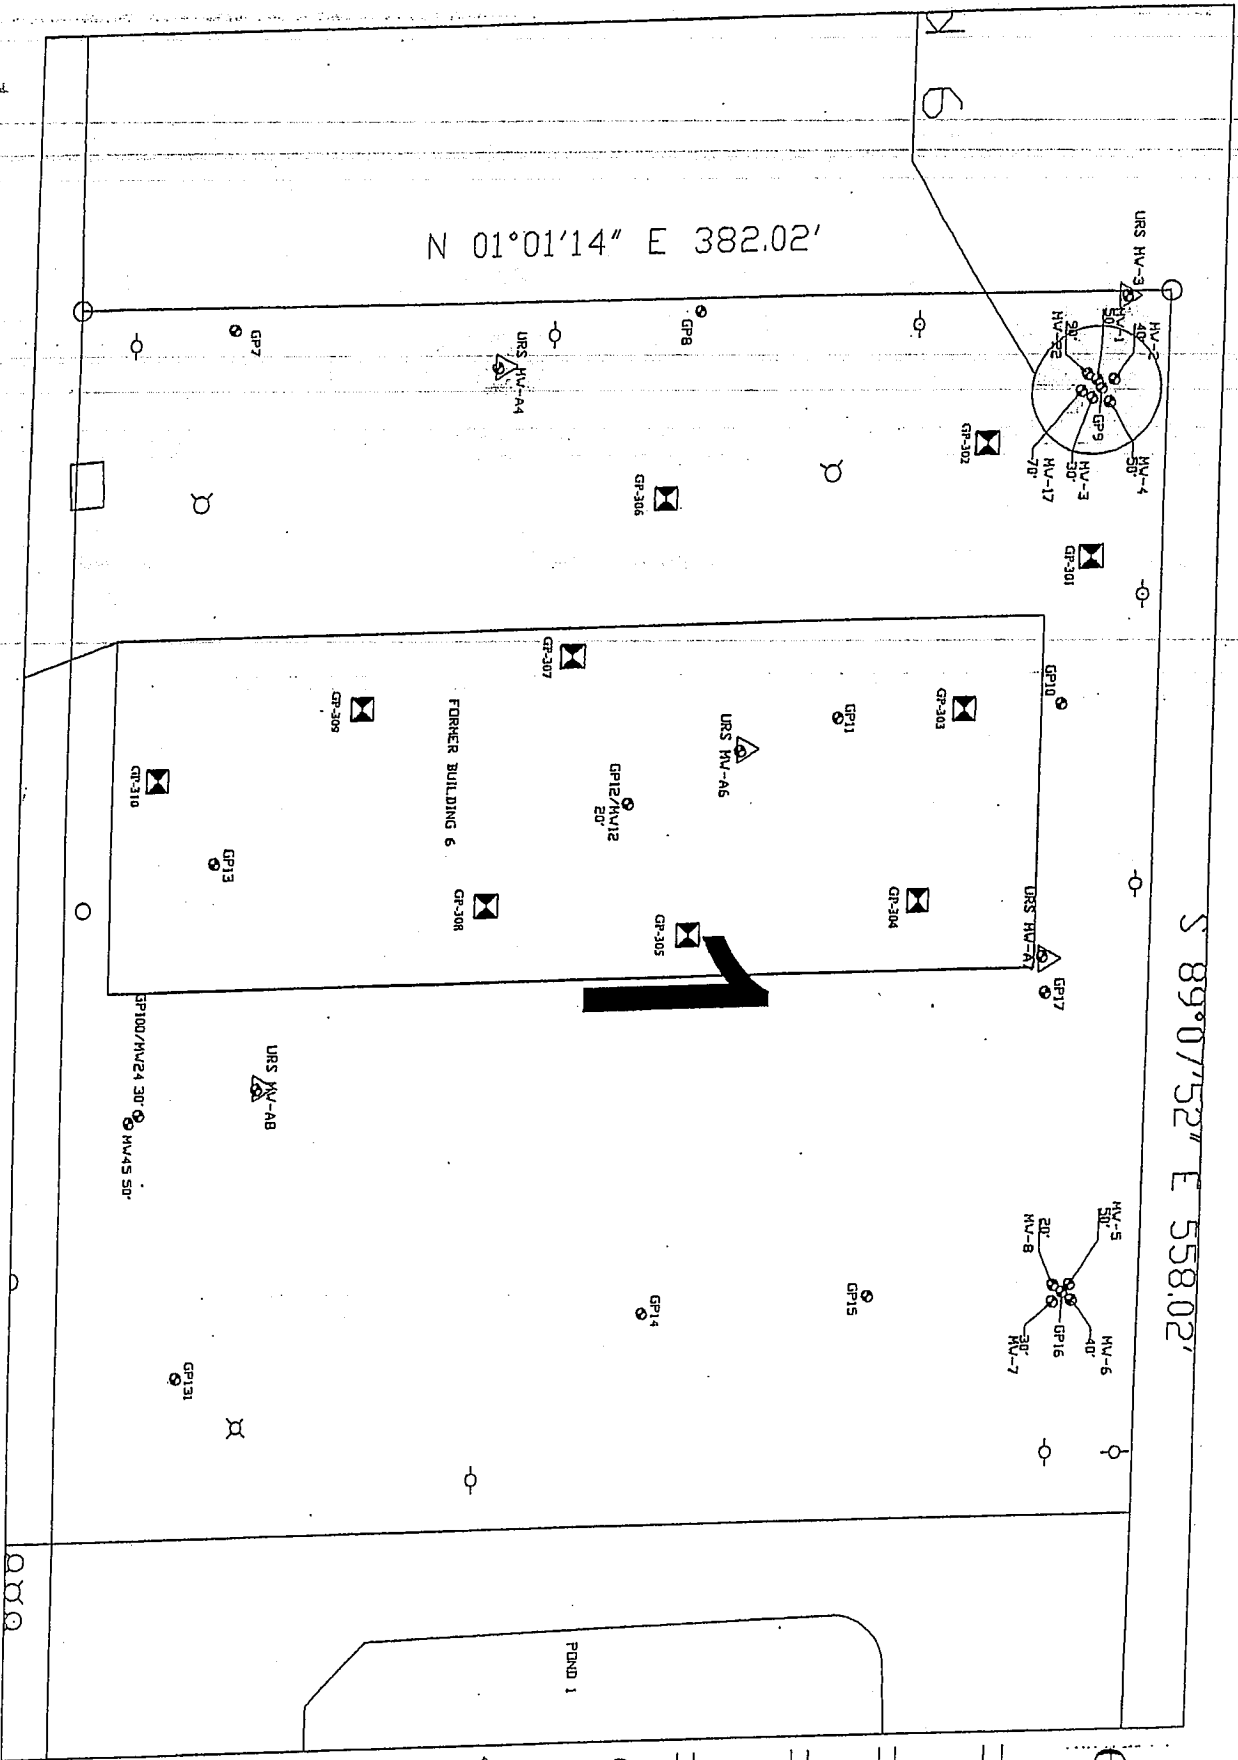 K 6
N 01°01'14" E 382.02'
S 89°07'52" E 558.02'
URS MW-3
MW-2
40'
MW-1
50'
MW-22
90'
GP9
MW-4
50'
MW-3
30'
MW-17
70'
GP7
URS MW-A4
GP8
GP-302
GP-306
GP-301
GP10
GP-303
GP11
URS MW-A6
GP-307
GP-309
FORMER BUILDING 6
GP12/MW12
20'
GP-310
GP13
GP-308
GP-305
GP-304
URS MW-A7
GP17
1
GP100/MW24 30'
MW45 50'
URS MW-A8
MW-5
50'
MW-8
20'
MW-6
40'
GP16
30'
MW-7
GP15
GP14
GP131
POND 1